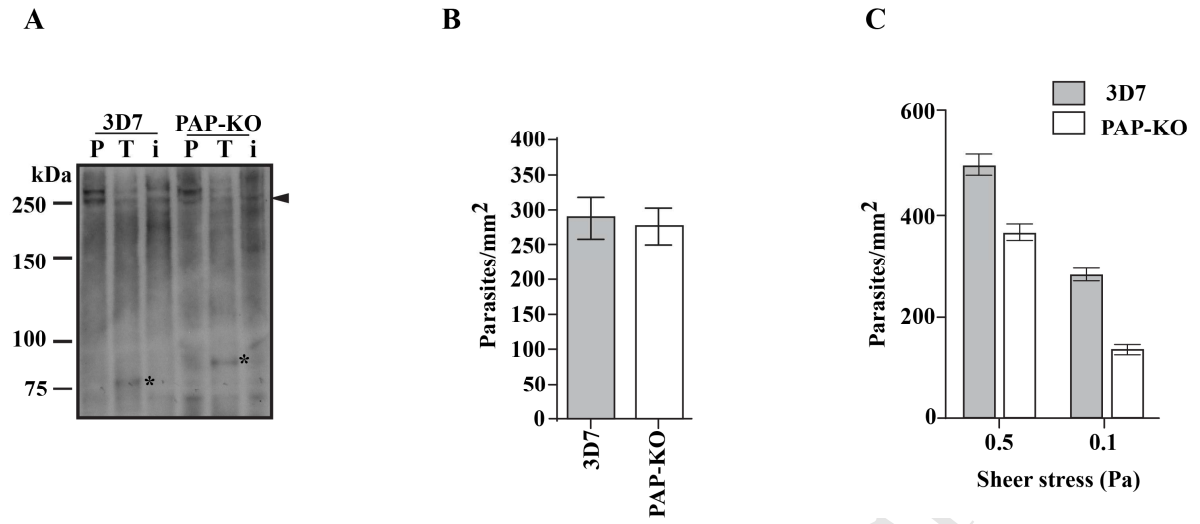 A
3D7 PAP-KO
P T i P T i
kDa
250
150
100
75
*
*
B
Parasites/mm2
400
350
300
250
200
150
100
50
0
3D7
PAP-KO
C
3D7
PAP-KO
Parasites/mm2
600
400
200
0
0.5 0.1
Sheer stress (Pa)